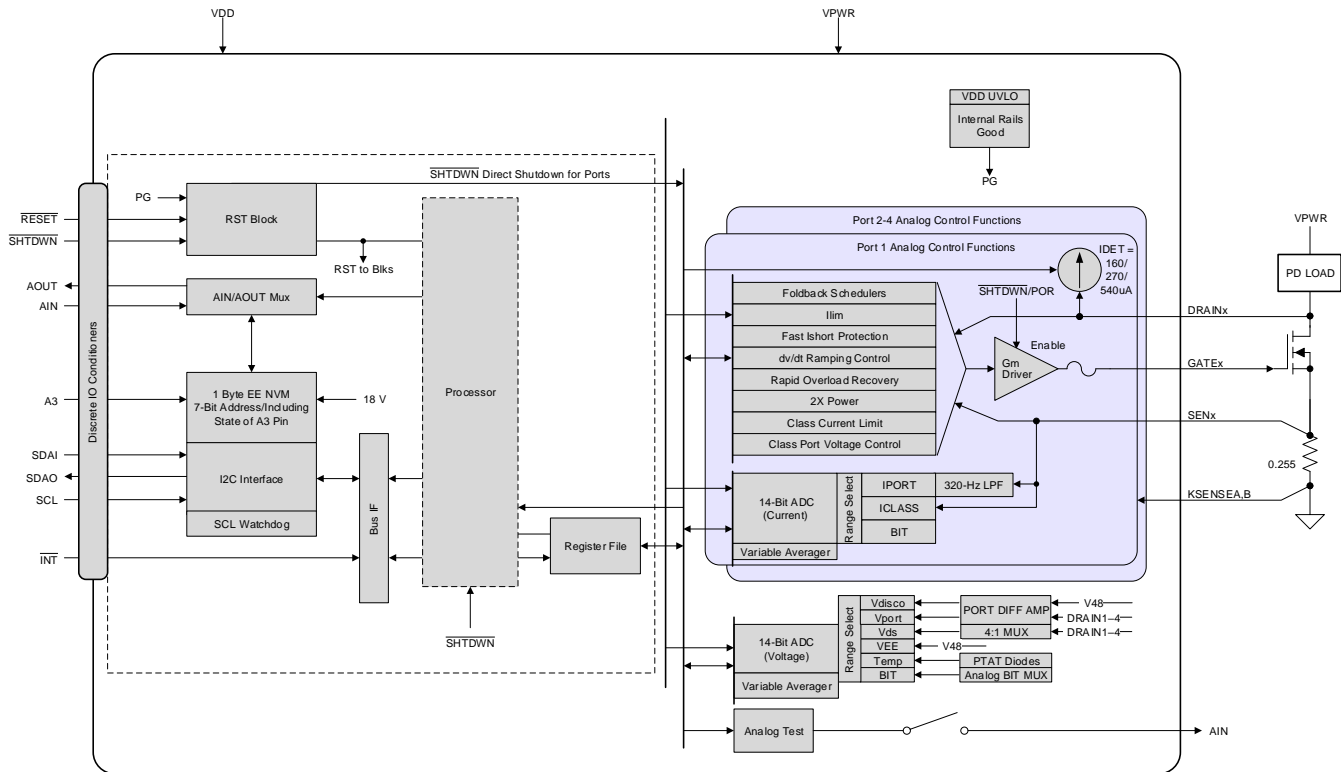 VDD
VPWR
VDD UVLO
Internal Rails
Good
PG
SHTDWN Direct Shutdown for Ports
PG
RST Block
RESET
SHTDWN
RST to Blks
AOUT
AIN
AIN/AOUT Mux
Discrete IO Conditioners
A3
1 Byte EE NVM
7-Bit Address/Including
State of A3 Pin
18 V
SDAI
SDAO
SCL
I2C Interface
SCL Watchdog
INT
Bus IF
Processor
Register File
SHTDWN
Port 2-4 Analog Control Functions
Port 1 Analog Control Functions
IDET =
160/
270/
540uA
Foldback Schedulers
Ilim
Fast Ishort Protection
dv/dt Ramping Control
Rapid Overload Recovery
2X Power
Class Current Limit
Class Port Voltage Control
SHTDWN/POR
Enable
Gm
Driver
VPWR
PD LOAD
DRAINx
GATEx
SENx
0.255
KSENSEA,B
14-Bit ADC
(Current)
Variable Averager
Range Select
IPORT
320-Hz LPF
ICLASS
BIT
14-Bit ADC
(Voltage)
Variable Averager
Range Select
Vdisco
Vport
Vds
VEE
Temp
BIT
PORT DIFF AMP
4:1 MUX
V48
DRAIN1–4
DRAIN1–4
V48
PTAT Diodes
Analog BIT MUX
Analog Test
AIN